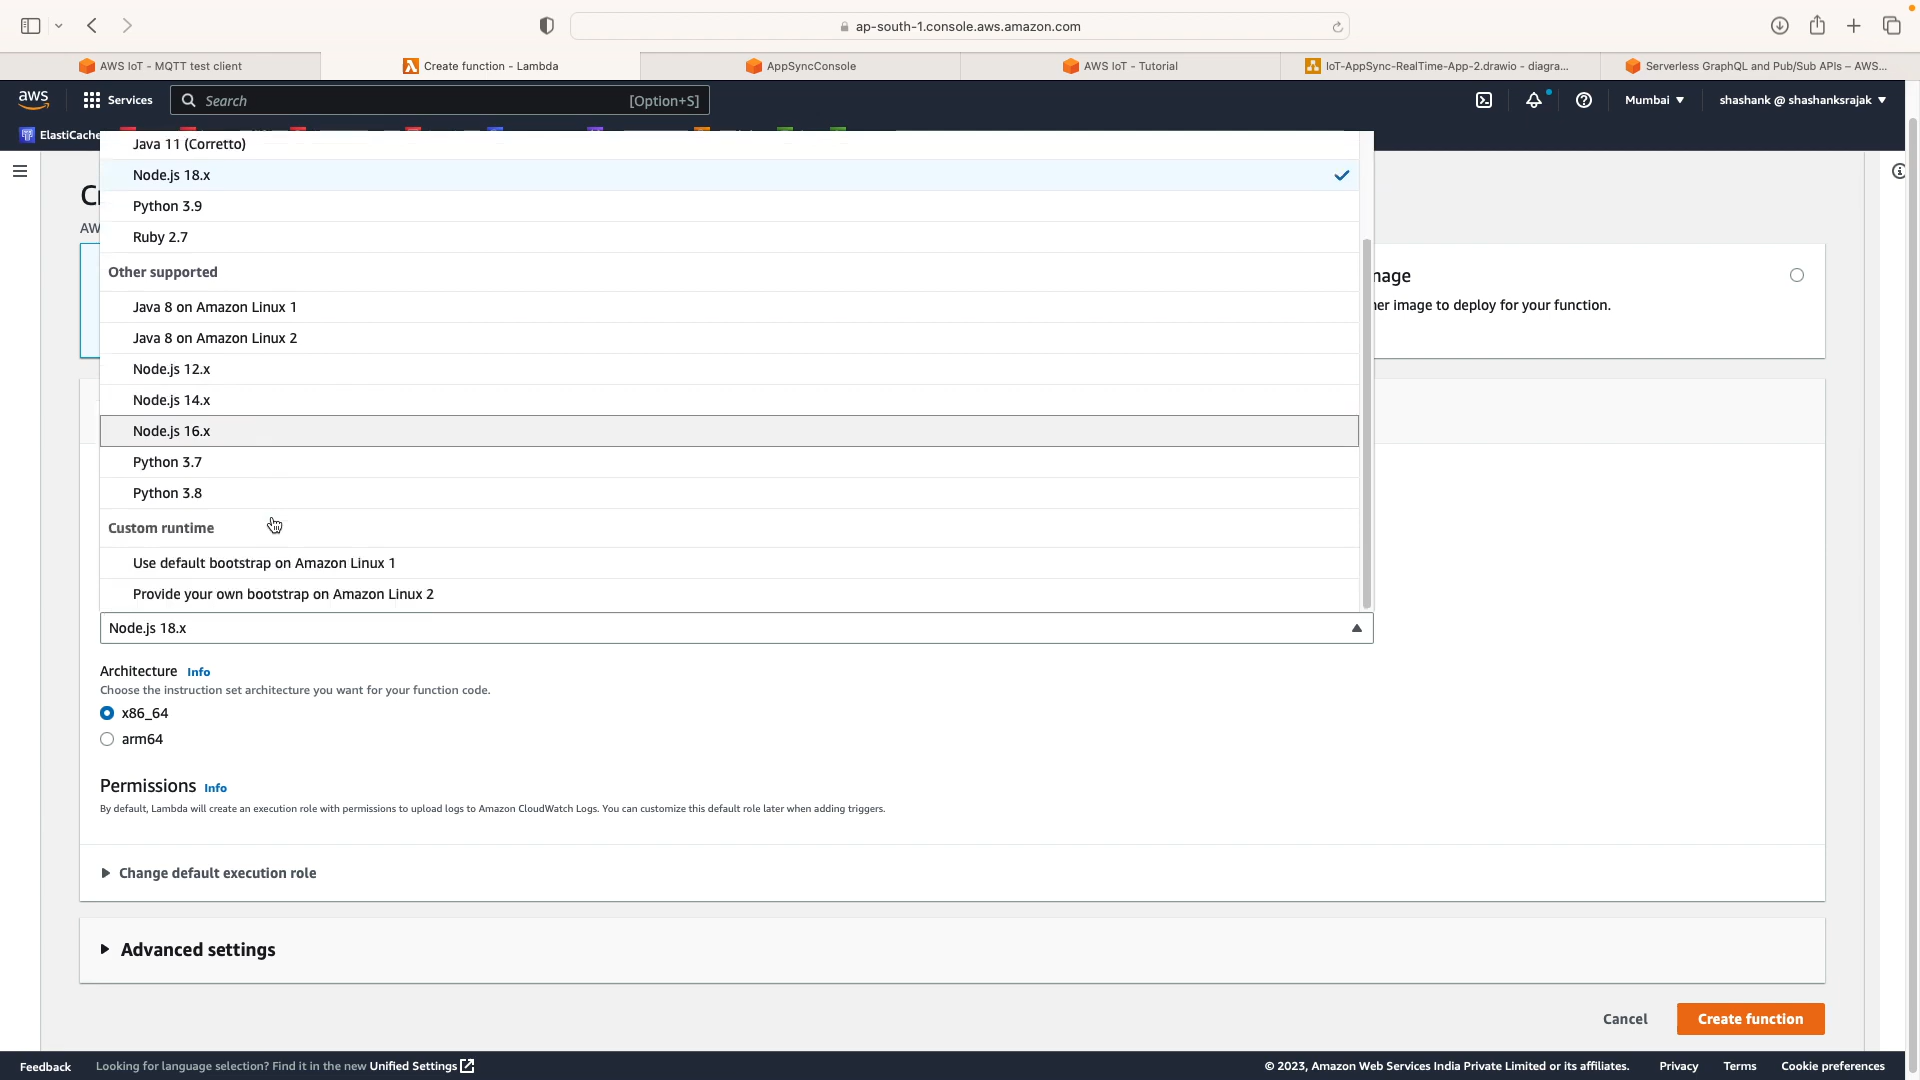 ap-south-1.console.aws.amazon.com
AWS IoT - MQTT test client
Create function - Lambda
AppSyncConsole
AWS IoT - Tutorial
IoT-AppSync-RealTime-App-2.drawio - diagra...
Serverless GraphQL and Pub/Sub APIs – AWS...
aws
Services
Search
[Option+S]
Mumbai
shashank @ shashanksrajak
ElastiCache
Java 11 (Corretto)
Node.js 18.x
Python 3.9
Ruby 2.7
Other supported
Java 8 on Amazon Linux 1
Java 8 on Amazon Linux 2
Node.js 12.x
Node.js 14.x
Node.js 16.x
Python 3.7
Python 3.8
Custom runtime
Use default bootstrap on Amazon Linux 1
Provide your own bootstrap on Amazon Linux 2
Node.js 18.x
AW
nage
er image to deploy for your function.
Architecture Info
Choose the instruction set architecture you want for your function code.
x86_64
arm64
Permissions Info
By default, Lambda will create an execution role with permissions to upload logs to Amazon CloudWatch Logs. You can customize this default role later when adding triggers.
Change default execution role
Advanced settings
Cancel
Create function
Feedback
Looking for language selection? Find it in the new Unified Settings
© 2023, Amazon Web Services India Private Limited or its affiliates.
Privacy
Terms
Cookie preferences